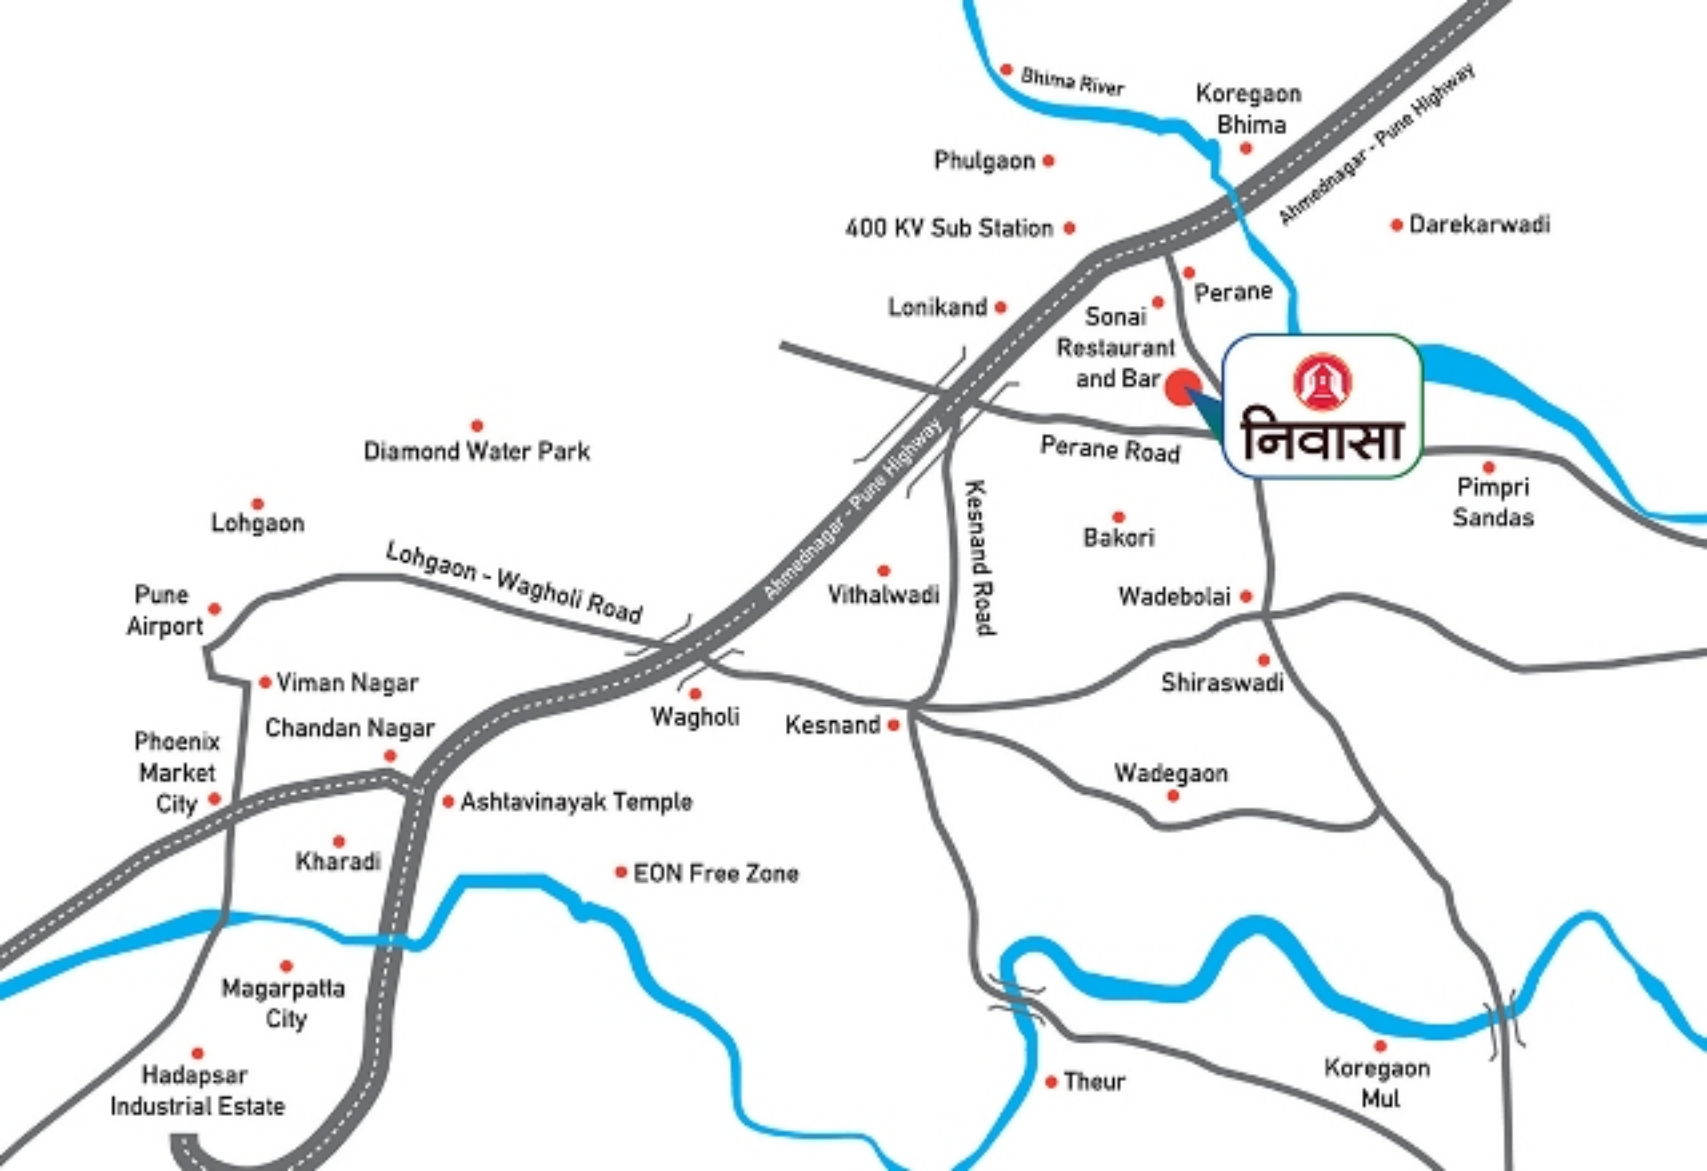 Bhima River
Koregaon
Bhima
Ahmednagar - Pune Highway
Phulgaon
400 KV Sub Station
Darekarwadi
Perane
Lonikand
Sonai
Restaurant
and Bar
निवासा
Perane Road
Diamond Water Park
Ahmednagar - Pune Highway
Kesnand Road
Pimpri
Sandas
Lohgaon
Bakori
Lohgaon - Wagholi Road
Vithalwadi
Wadebolai
Pune
Airport
Viman Nagar
Shiraswadi
Chandan Nagar
Wagholi
Kesnand
Phoenix
Market
City
Wadegaon
Ashtavinayak Temple
Kharadi
EON Free Zone
Magarpatta
City
Hadapsar
Industrial Estate
Theur
Koregaon
Mul